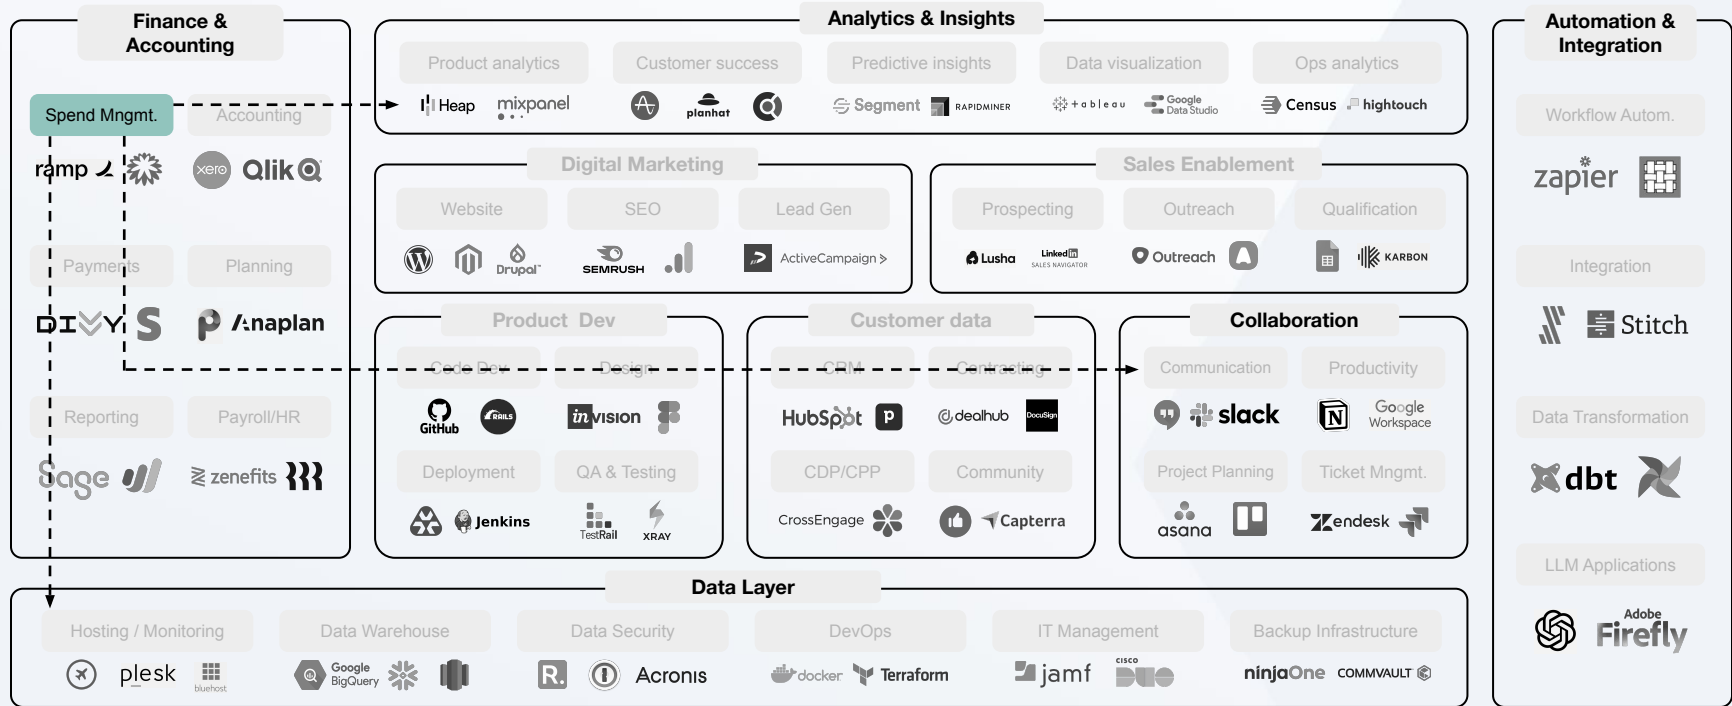 Finance &
Accounting
Spend Mngmt.
Accounting
ramp
xero
Qlik
Payments
Planning
DIVVY
S
Anaplan
Reporting
Payroll/HR
Sage
zenefits
Analytics & Insights
Product analytics
Customer success
Predictive insights
Data visualization
Ops analytics
Heap
mixpanel
planhat
Segment
RAPIDMINER
+ableau
Google
Data Studio
Census
hightouch
Digital Marketing
Website
SEO
Lead Gen
Drupal™
SEMRUSH
ActiveCampaign >
Sales Enablement
Prospecting
Outreach
Qualification
Lusha
Linked in
SALES NAVIGATOR
Outreach
KARBON
Product Dev
Code Dev
Design
GitHub
RAILS
invision
Deployment
QA & Testing
Jenkins
TestRail
XRAY
Customer data
CRM
Contracting
HubSpot
p
dealhub
DocuSign
CDP/CPP
Community
CrossEngage
Capterra
Collaboration
Communication
Productivity
slack
N
Google
Workspace
Project Planning
Ticket Mngmt.
asana
Zendesk
Data Layer
Hosting / Monitoring
Data Warehouse
Data Security
DevOps
IT Management
Backup Infrastructure
plesk
bluehost
Google
BigQuery
R.
Acronis
docker
Terraform
jamf
CISCO
DUO
ninjaOne
COMMVAULT
Automation &
Integration
Workflow Autom.
zapier
Integration
Stitch
Data Transformation
dbt
LLM Applications
Adobe
Firefly